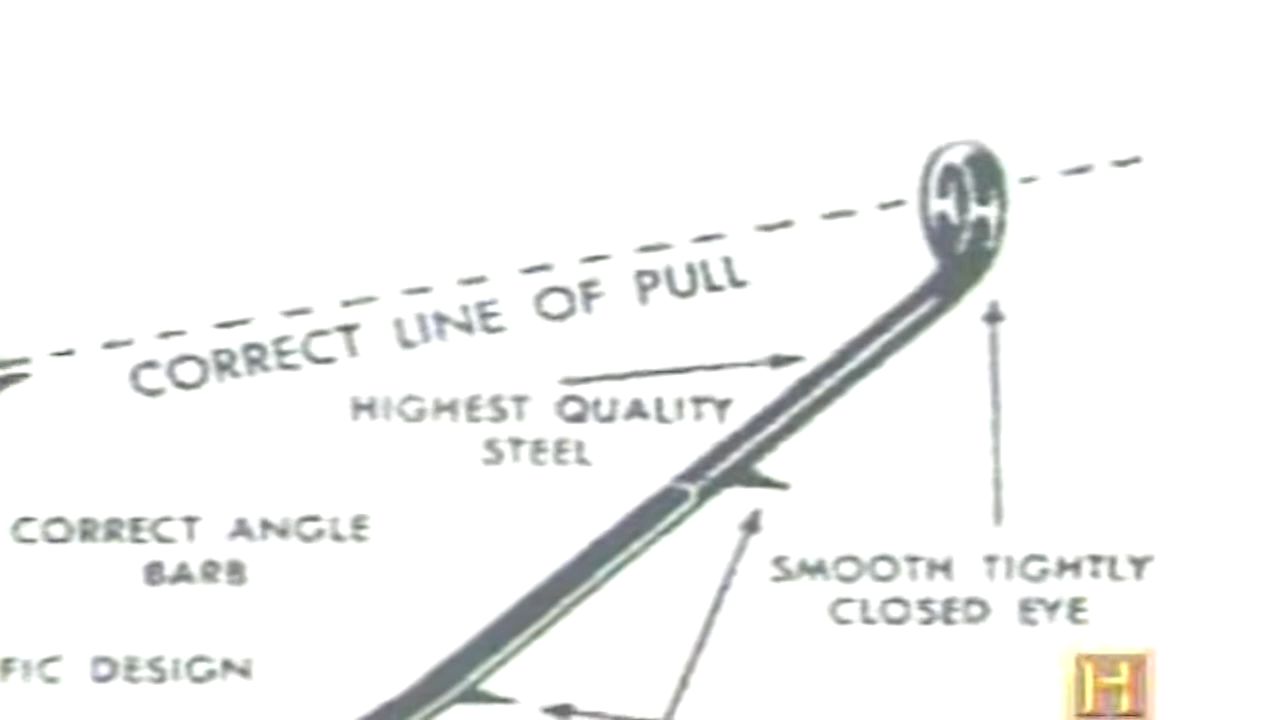 CORRECT LINE OF PULL
HIGHEST QUALITY
STEEL
CORRECT ANGLE
BARB
SMOOTH TIGHTLY
CLOSED EYE
FIC DESIGN
H